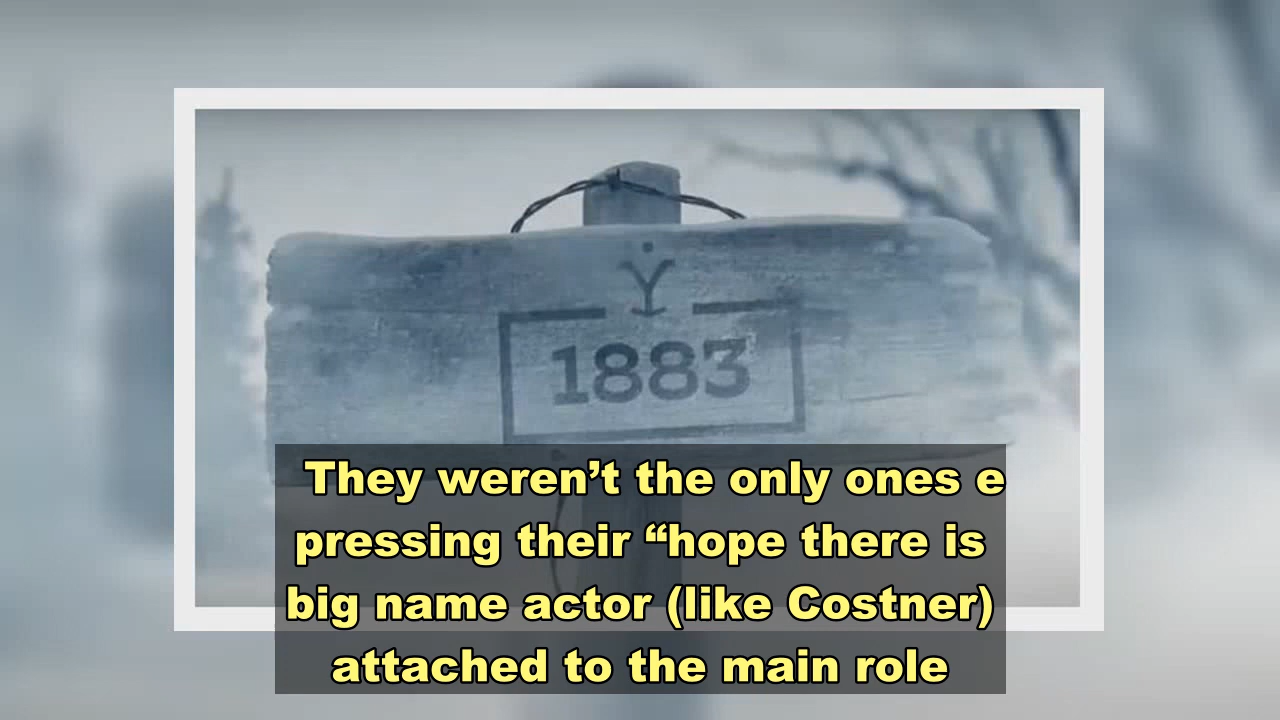 Y
1883
They weren’t the only ones e
pressing their “hope there is
big name actor (like Costner)
attached to the main role